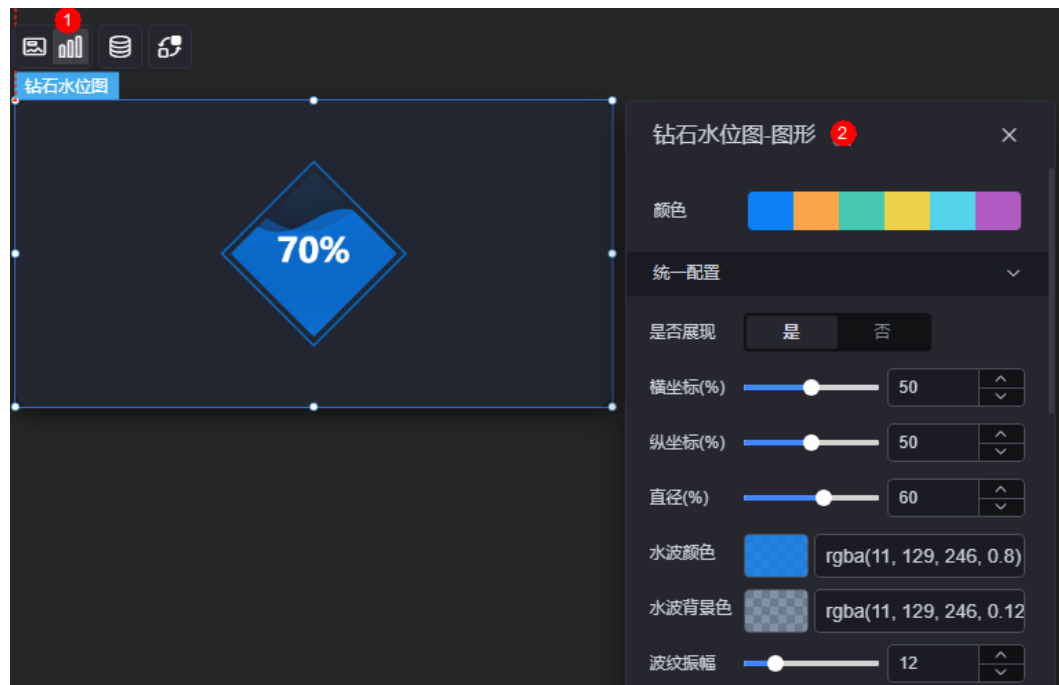 1
钻石水位图
70%
钻石水位图-图形 2
颜色
统一配置
是否展现 是 否
横坐标(%) 50
纵坐标(%) 50
直径(%) 60
水波颜色 rgba(11, 129, 246, 0.8)
水波背景色 rgba(11, 129, 246, 0.12
波纹振幅 12